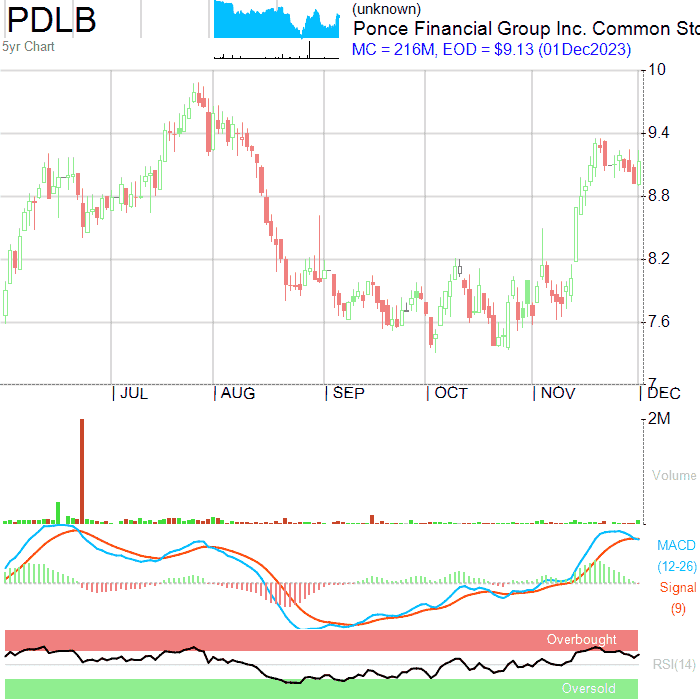 PDLB
5yr Chart
(unknown)
Ponce Financial Group Inc. Common Sto
MC = 216M, EOD = $9.13 (01Dec2023)
10
9.4
8.8
8.2
7.6
7
JUL
AUG
SEP
OCT
NOV
DEC
2M
Volume
MACD
(12-26)
Signal
(9)
Overbought
RSI(14)
Oversold